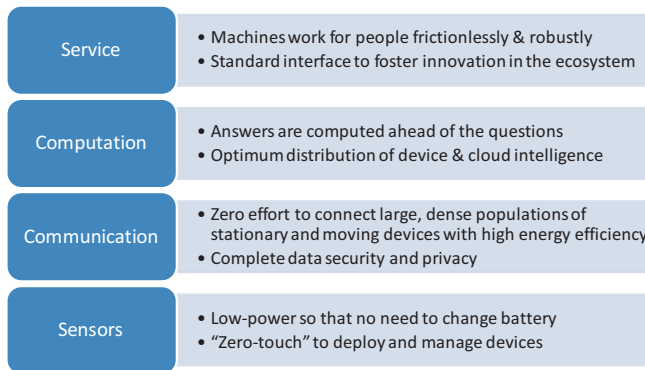 Service
• Machines work for people frictionlessly & robustly
• Standard interface to foster innovation in the ecosystem
Computation
• Answers are computed ahead of the questions
• Optimum distribution of device & cloud intelligence
Communication
• Zero effort to connect large, dense populations of
stationary and moving devices with high energy efficiency
• Complete data security and privacy
Sensors
• Low-power so that no need to change battery
• “Zero-touch” to deploy and manage devices